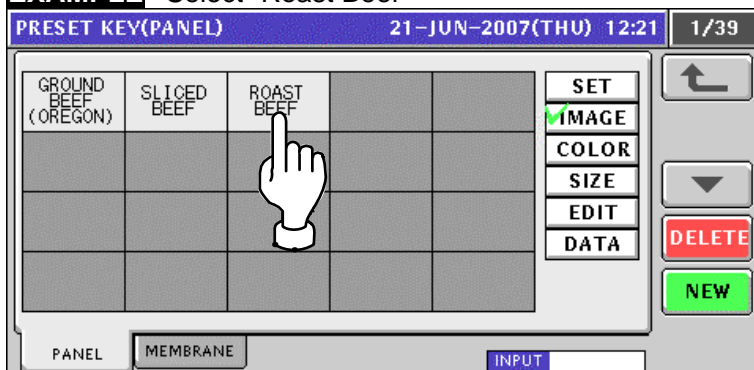 Select "Roast Beef"
PRESET KEY(PANEL) 21-JUN-2007(THU) 12:21 1/39
GROUND
BEEF
(OREGON)
SLICED
BEEF
ROAST
BEEF
SET
IMAGE
COLOR
SIZE
EDIT
DATA
DELETE
NEW
PANEL MEMBRANE
INPUT